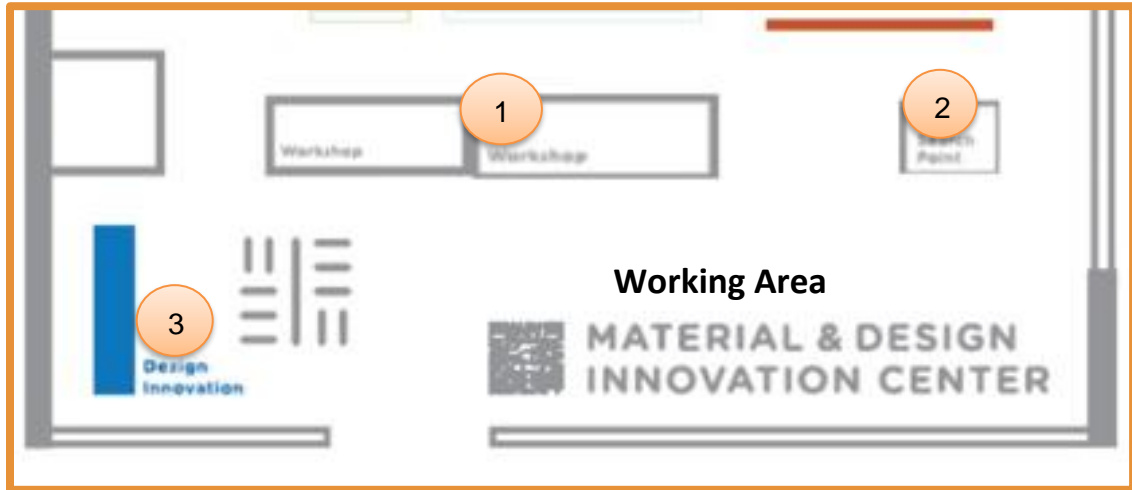 1
2
Workshop
Workshop
Search
Point
Working Area
3
MATERIAL & DESIGN
INNOVATION CENTER
Dezign
Innovation